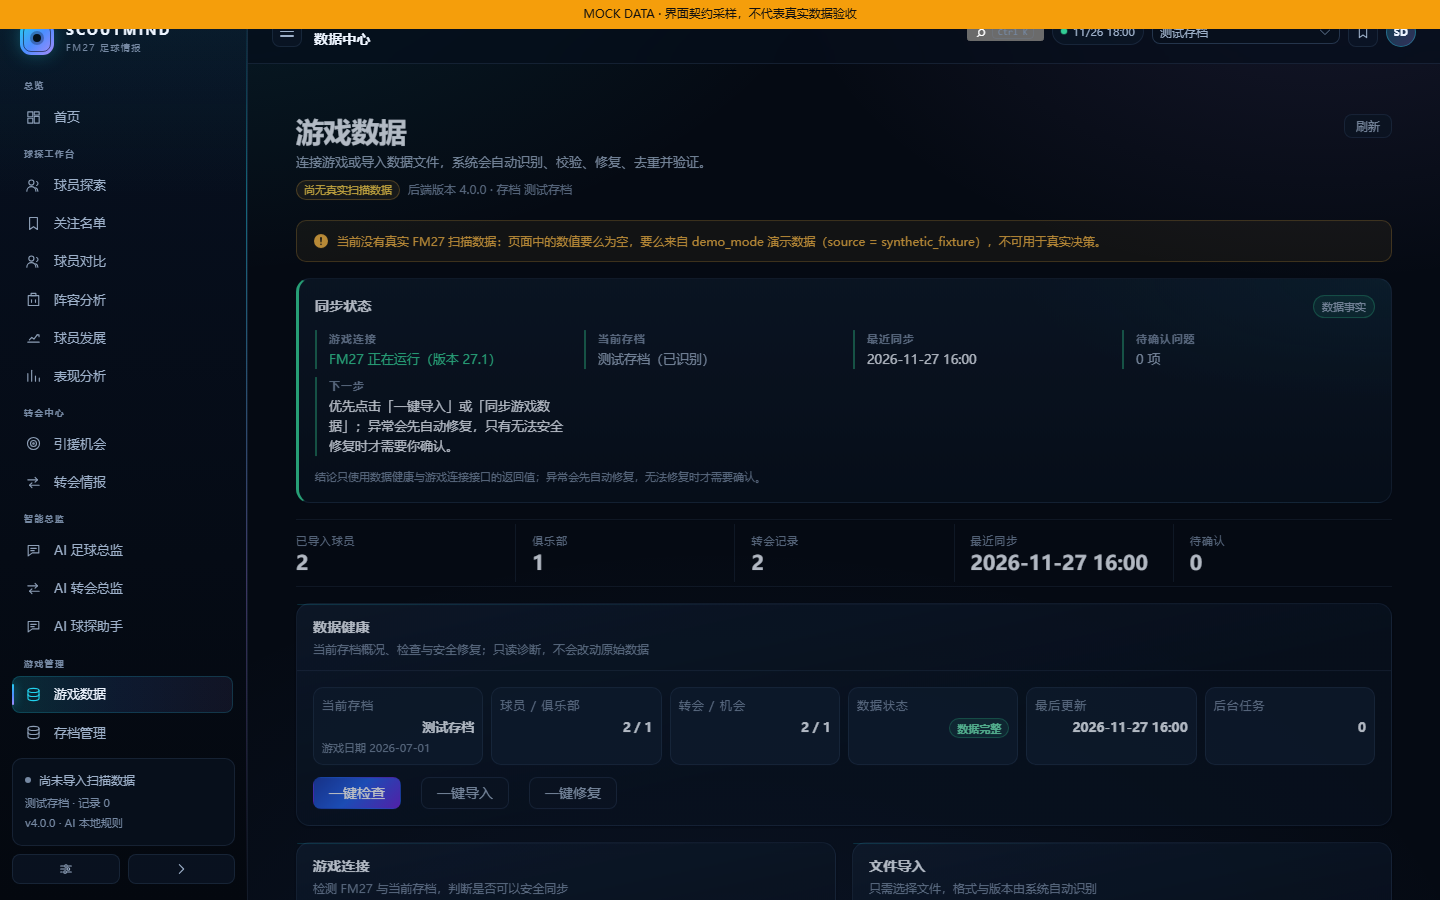 MOCK DATA · 界面契约采样，不代表真实数据验收
SCOUTMIND
FM27 足球情报
总览
首页
球探工作台
球员探索
关注名单
球员对比
阵容分析
球员发展
表现分析
转会中心
引援机会
转会情报
智能总监
AI 足球总监
AI 转会总监
AI 球探助手
游戏管理
游戏数据
存档管理
尚未导入扫描数据
测试存档 · 记录 0
v4.0.0 · AI 本地规则
数据中心
Ctrl K
11/26 18:00
测试存档
SD
游戏数据
刷新
连接游戏或导入数据文件，系统会自动识别、校验、修复、去重并验证。
尚无真实扫描数据
后端版本 4.0.0 · 存档 测试存档
当前没有真实 FM27 扫描数据：页面中的数值要么为空，要么来自 demo_mode 演示数据（source = synthetic_fixture），不可用于真实决策。
同步状态
数据事实
游戏连接
FM27 正在运行（版本 27.1）
当前存档
测试存档（已识别）
最近同步
2026-11-27 16:00
待确认问题
0 项
下一步
优先点击「一键导入」或「同步游戏数
据」；异常会先自动修复，只有无法安全
修复时才需要你确认。
结论只使用数据健康与游戏连接接口的返回值；异常会先自动修复，无法修复时才需要确认。
已导入球员
2
俱乐部
1
转会记录
2
最近同步
2026-11-27 16:00
待确认
0
数据健康
当前存档概况、检查与安全修复；只读诊断，不会改动原始数据
当前存档
测试存档
游戏日期 2026-07-01
球员 / 俱乐部
2 / 1
转会 / 机会
2 / 1
数据状态
数据完整
最后更新
2026-11-27 16:00
后台任务
0
一键检查
一键导入
一键修复
游戏连接
检测 FM27 与当前存档，判断是否可以安全同步
文件导入
只需选择文件，格式与版本由系统自动识别